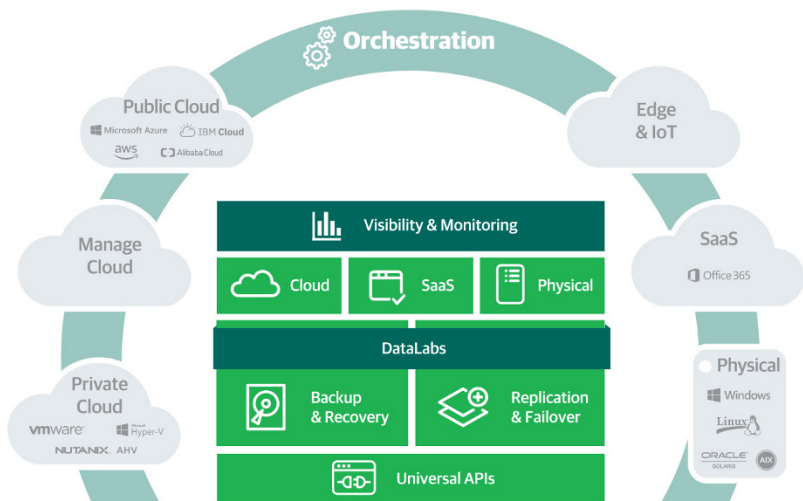 Orchestration
Public Cloud
Microsoft Azure
IBM Cloud
aws
Alibaba Cloud
Edge
& IoT
Manage
Cloud
SaaS
Office 365
Visibility & Monitoring
Cloud
SaaS
Physical
DataLabs
Backup
& Recovery
Replication
& Failover
Universal APIs
Private
Cloud
vmware
Microsoft
Hyper-V
NUTANIX. AHV
Physical
Windows
Linux
ORACLE
SOLARIS
AIX